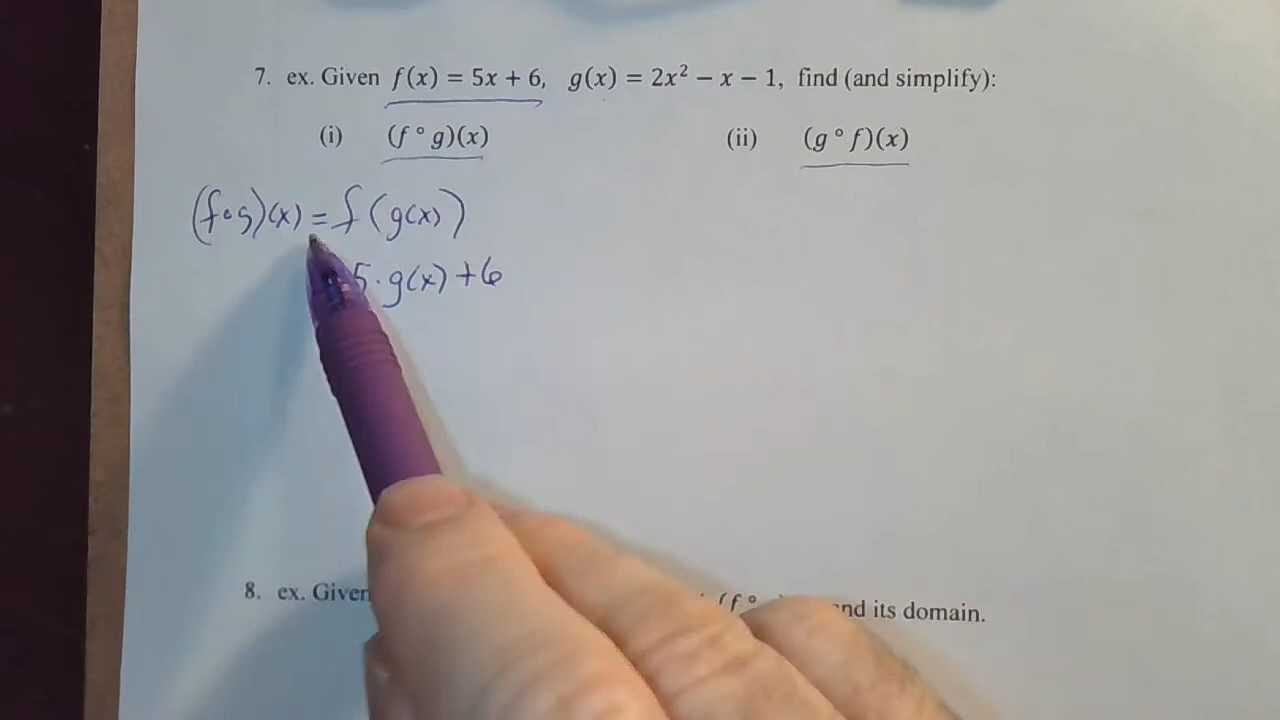 7. ex. Given f(x) = 5x + 6, g(x) = 2x² − x − 1, find (and simplify):
(i) (f ∘ g)(x) (ii) (g ∘ f)(x)
(f∘g)(x) = f(g(x))
5·g(x)+6
8. ex. Given (f ∘ nd its domain.